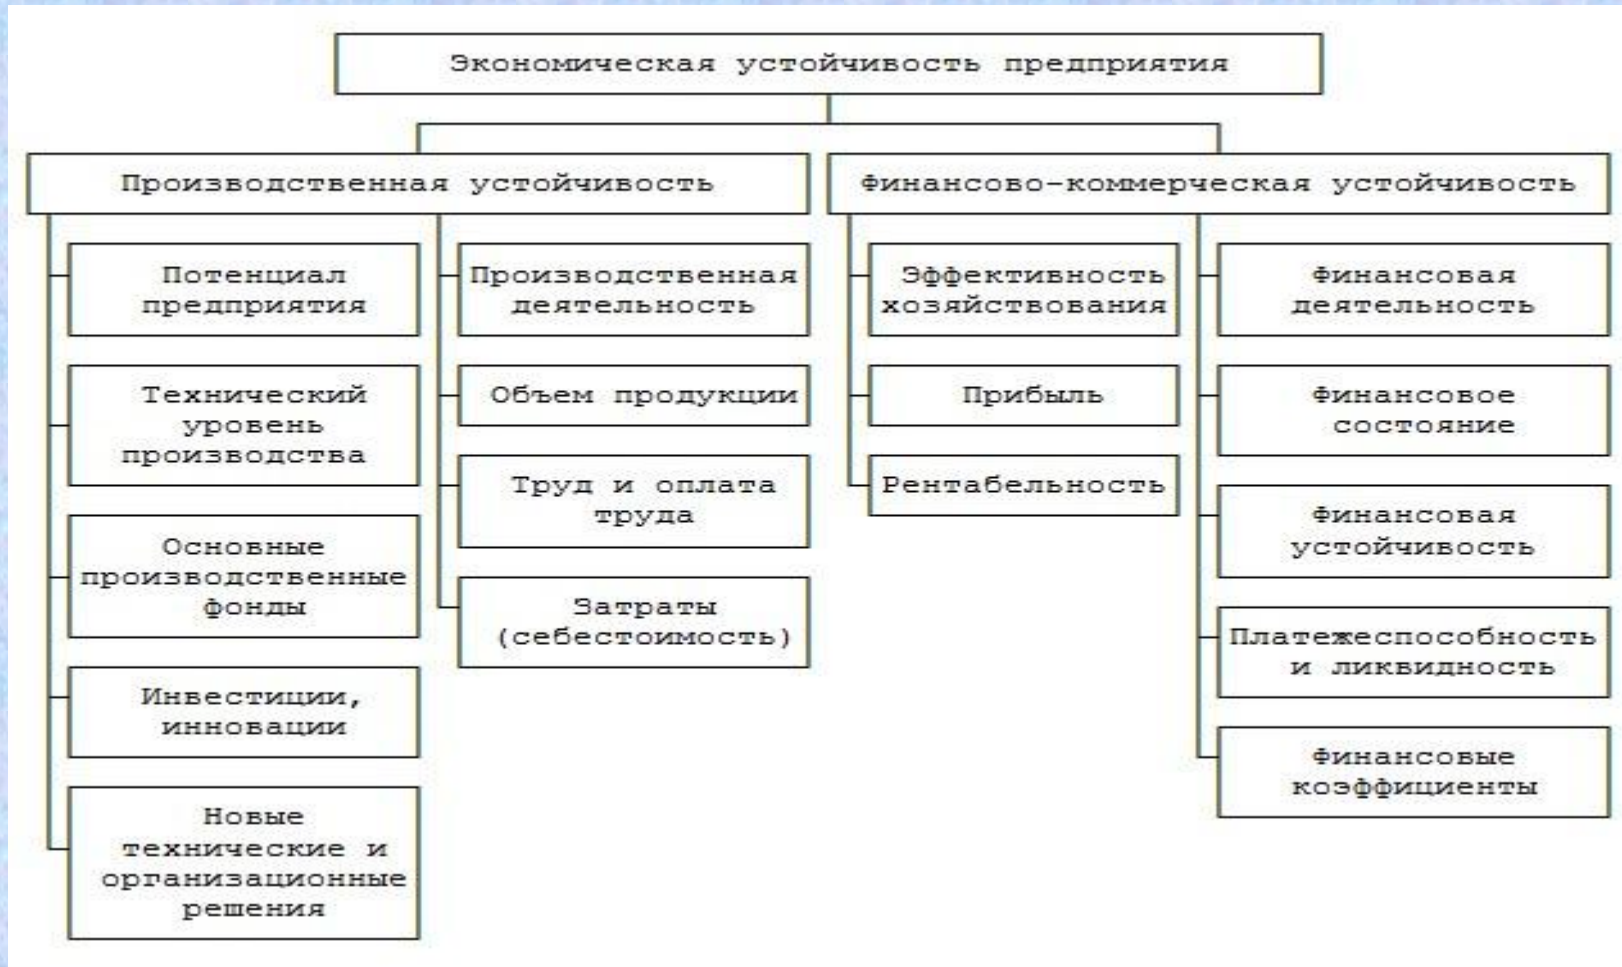 Экономическая устойчивость предприятия
Производственная устойчивость
Потенциал
предприятия
Технический
уровень
производства
Основные
производственные
фонды
Инвестиции,
инновации
Новые
технические и
организационные
решения
Производственная
деятельность
Объем продукции
Труд и оплата
труда
Затраты
(себестоимость)
Финансово-коммерческая устойчивость
Эффективность
хозяйствования
Прибыль
Рентабельность
Финансовая
деятельность
Финансовое
состояние
Финансовая
устойчивость
Платежеспособность
и ликвидность
Финансовые
коэффициенты